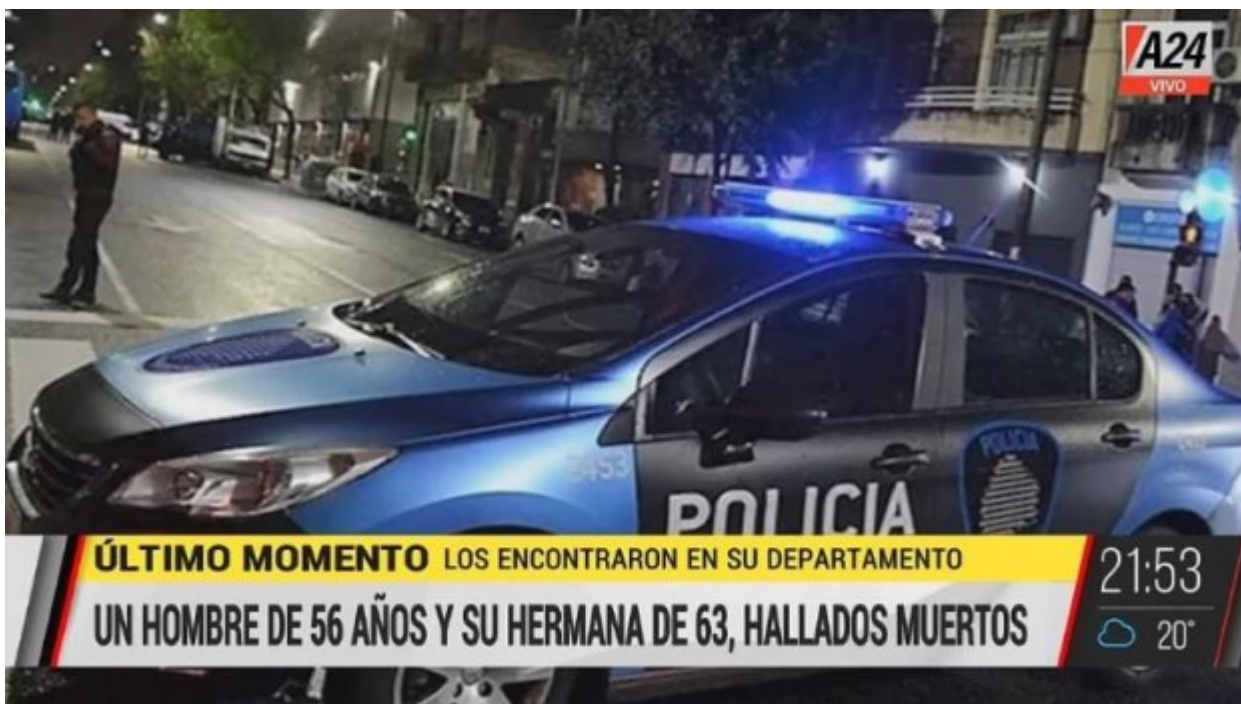 A24
VIVO
2453
POLICIA
POLICIA
ÚLTIMO MOMENTO LOS ENCONTRARON EN SU DEPARTAMENTO
UN HOMBRE DE 56 AÑOS Y SU HERMANA DE 63, HALLADOS MUERTOS
21:53
20°